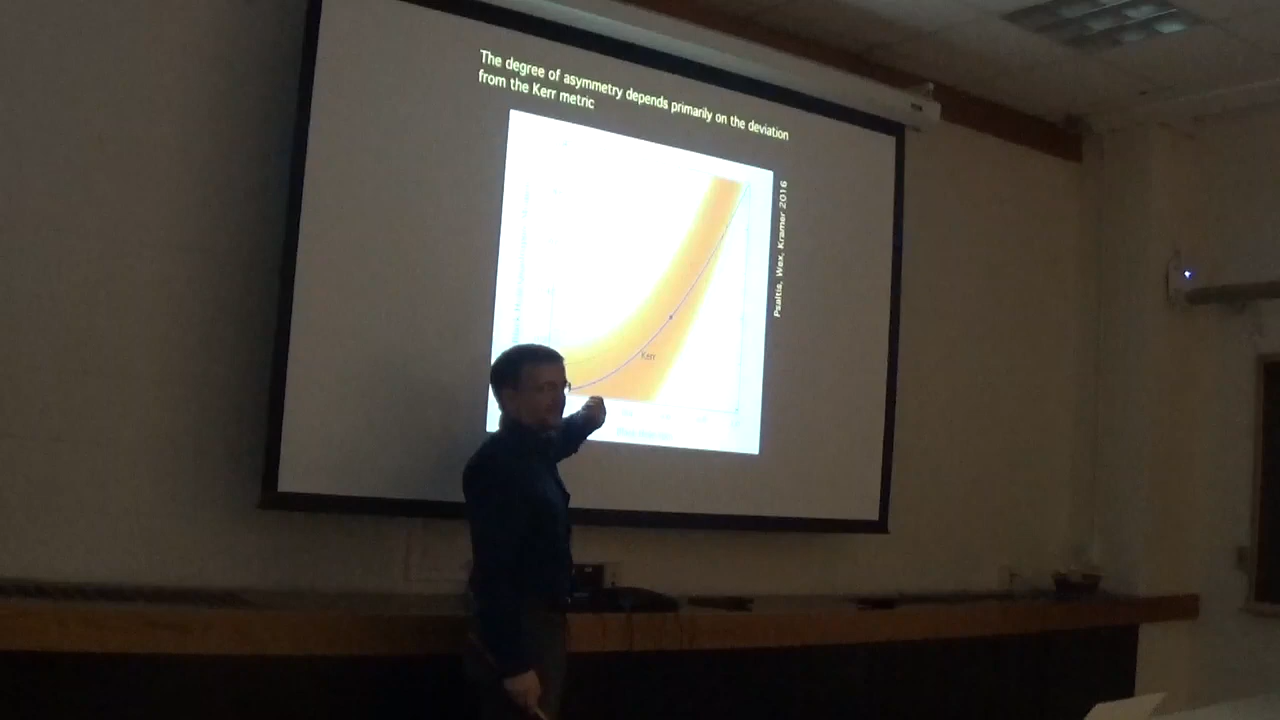 The degree of asymmetry depends primarily on the deviation
from the Kerr metric
Psaltis, Wex, Kramer 2016
Kerr